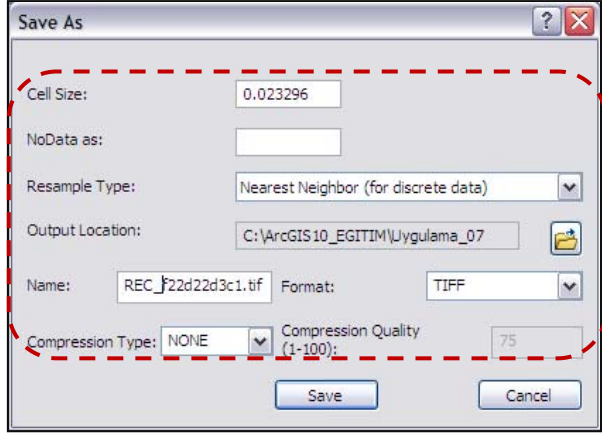 Save As
Cell Size: 0.023296
NoData as:
Resample Type: Nearest Neighbor (for discrete data)
Output Location: C:\ArcGIS10_EGITIM\Uygulama_07
Name: REC_f22d22d3c1.tif Format: TIFF
Compression Type: NONE Compression Quality (1-100): 75
Save Cancel